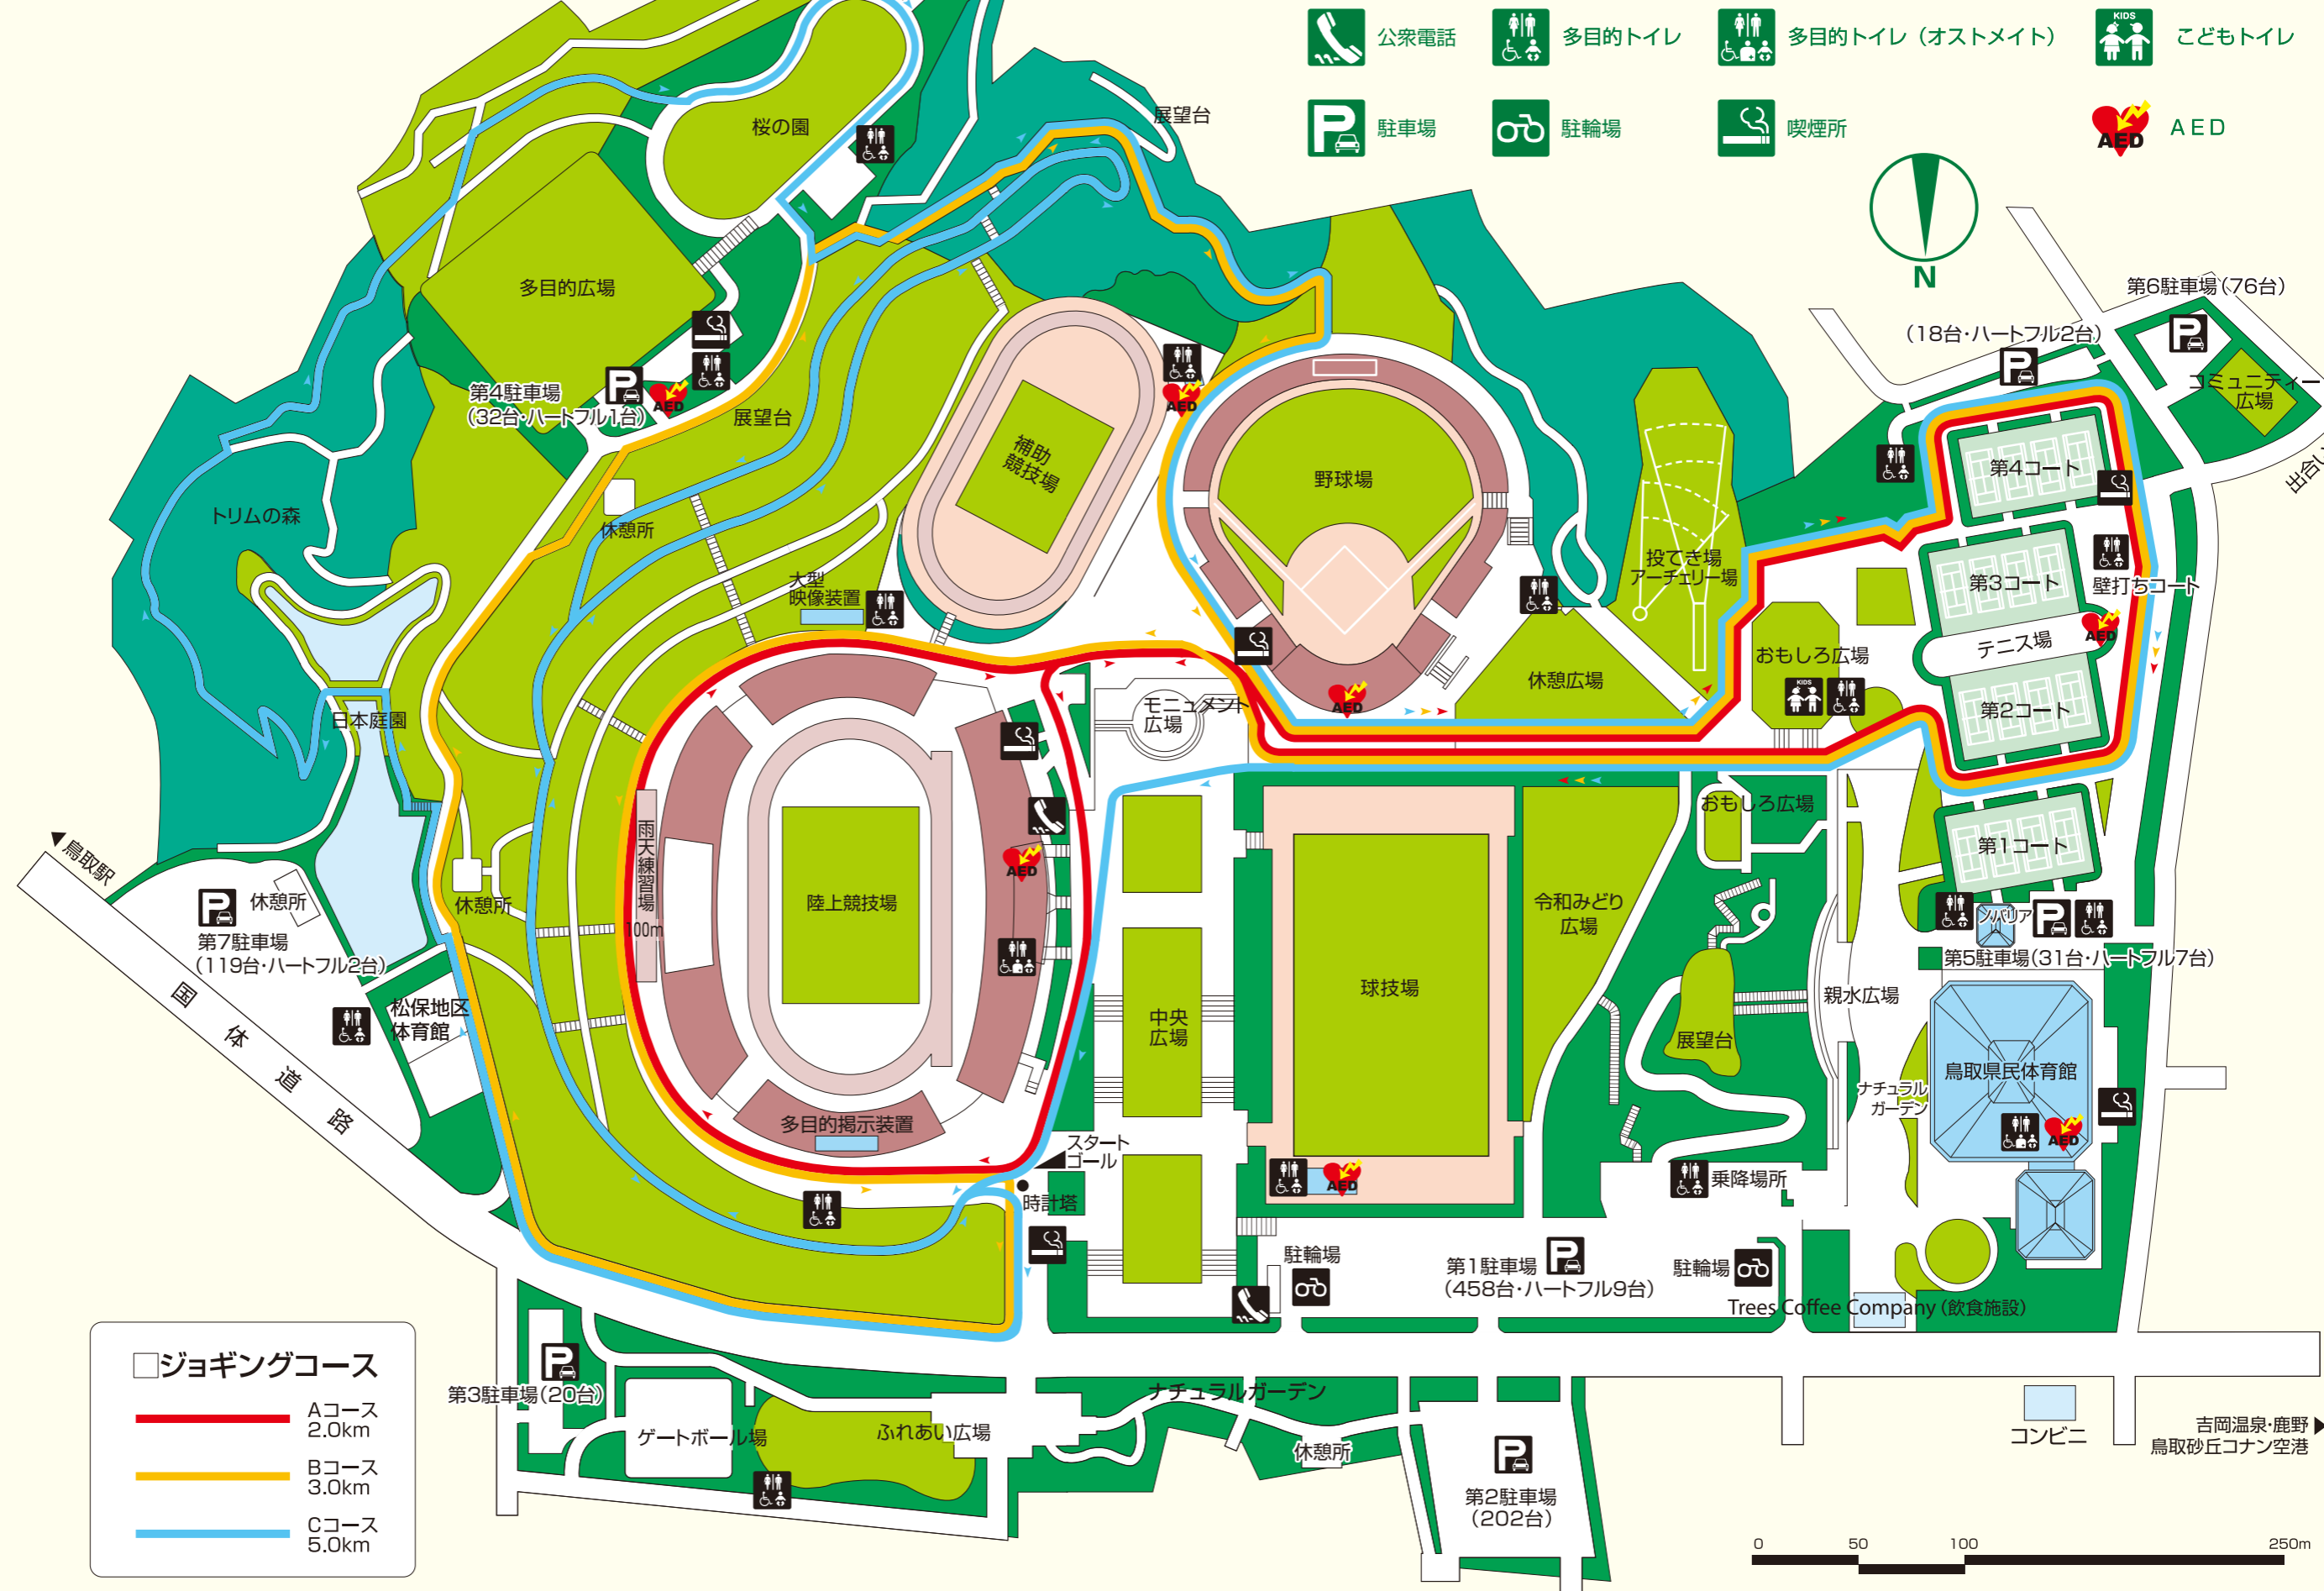 公衆電話
多目的トイレ
多目的トイレ（オストメイト）
KIDS
こどもトイレ
P
駐車場
駐輪場
喫煙所
AED
AED
N
展望台
桜の園
多目的広場
第4駐車場
（32台・ハートフル1台）
P
AED
展望台
休憩所
トリムの森
日本庭園
補助
競技場
AED
大型
映像装置
野球場
AED
投てき場
アーチェリー場
休憩広場
モニュメント
広場
おもしろ広場
KIDS
第6駐車場（76台）
P
（18台・ハートフル2台）
P
コミュニティー
広場
第4コート
第3コート
壁打ちコート
テニス場
AED
第2コート
第1コート
おもしろ広場
P
第5駐車場（31台・ハートフル7台）
鳥取駅
P
休憩所
第7駐車場
（119台・ハートフル2台）
国体道路
松保地区
体育館
休憩所
雨天練習場
100m
陸上競技場
AED
多目的掲示装置
スタート
ゴール
時計塔
中央
広場
球技場
AED
令和みどり
広場
展望台
親水広場
ナチュラル
ガーデン
鳥取県民体育館
AED
乗降場所
駐輪場
第1駐車場
P
（458台・ハートフル9台）
駐輪場
Trees Coffee Company（飲食施設）
コンビニ
吉岡温泉・鹿野
鳥取砂丘コナン空港
P
第3駐車場（20台）
ゲートボール場
ふれあい広場
ナチュラルガーデン
休憩所
P
第2駐車場
（202台）
ジョギングコース
Aコース
2.0km
Bコース
3.0km
Cコース
5.0km
0 50 100 250m